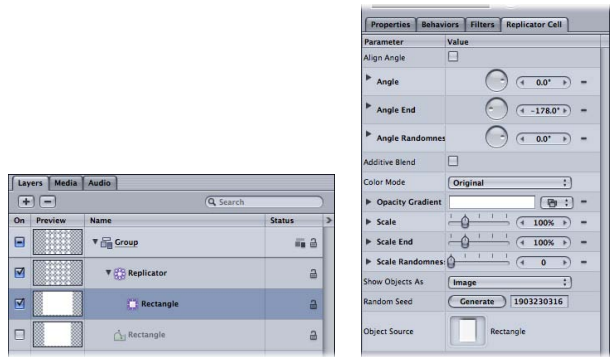 Layers Media Audio
Search
On Preview Name Status
Group
Replicator
Rectangle
Rectangle
Properties Behaviors Filters Replicator Cell
Parameter Value
Align Angle
Angle 0.0°
Angle End -178.0°
Angle Randomnes 0.0°
Additive Blend
Color Mode Original
Opacity Gradient
Scale 100%
Scale End 100%
Scale Randomnes 0
Show Objects As Image
Random Seed Generate 1903230316
Object Source Rectangle